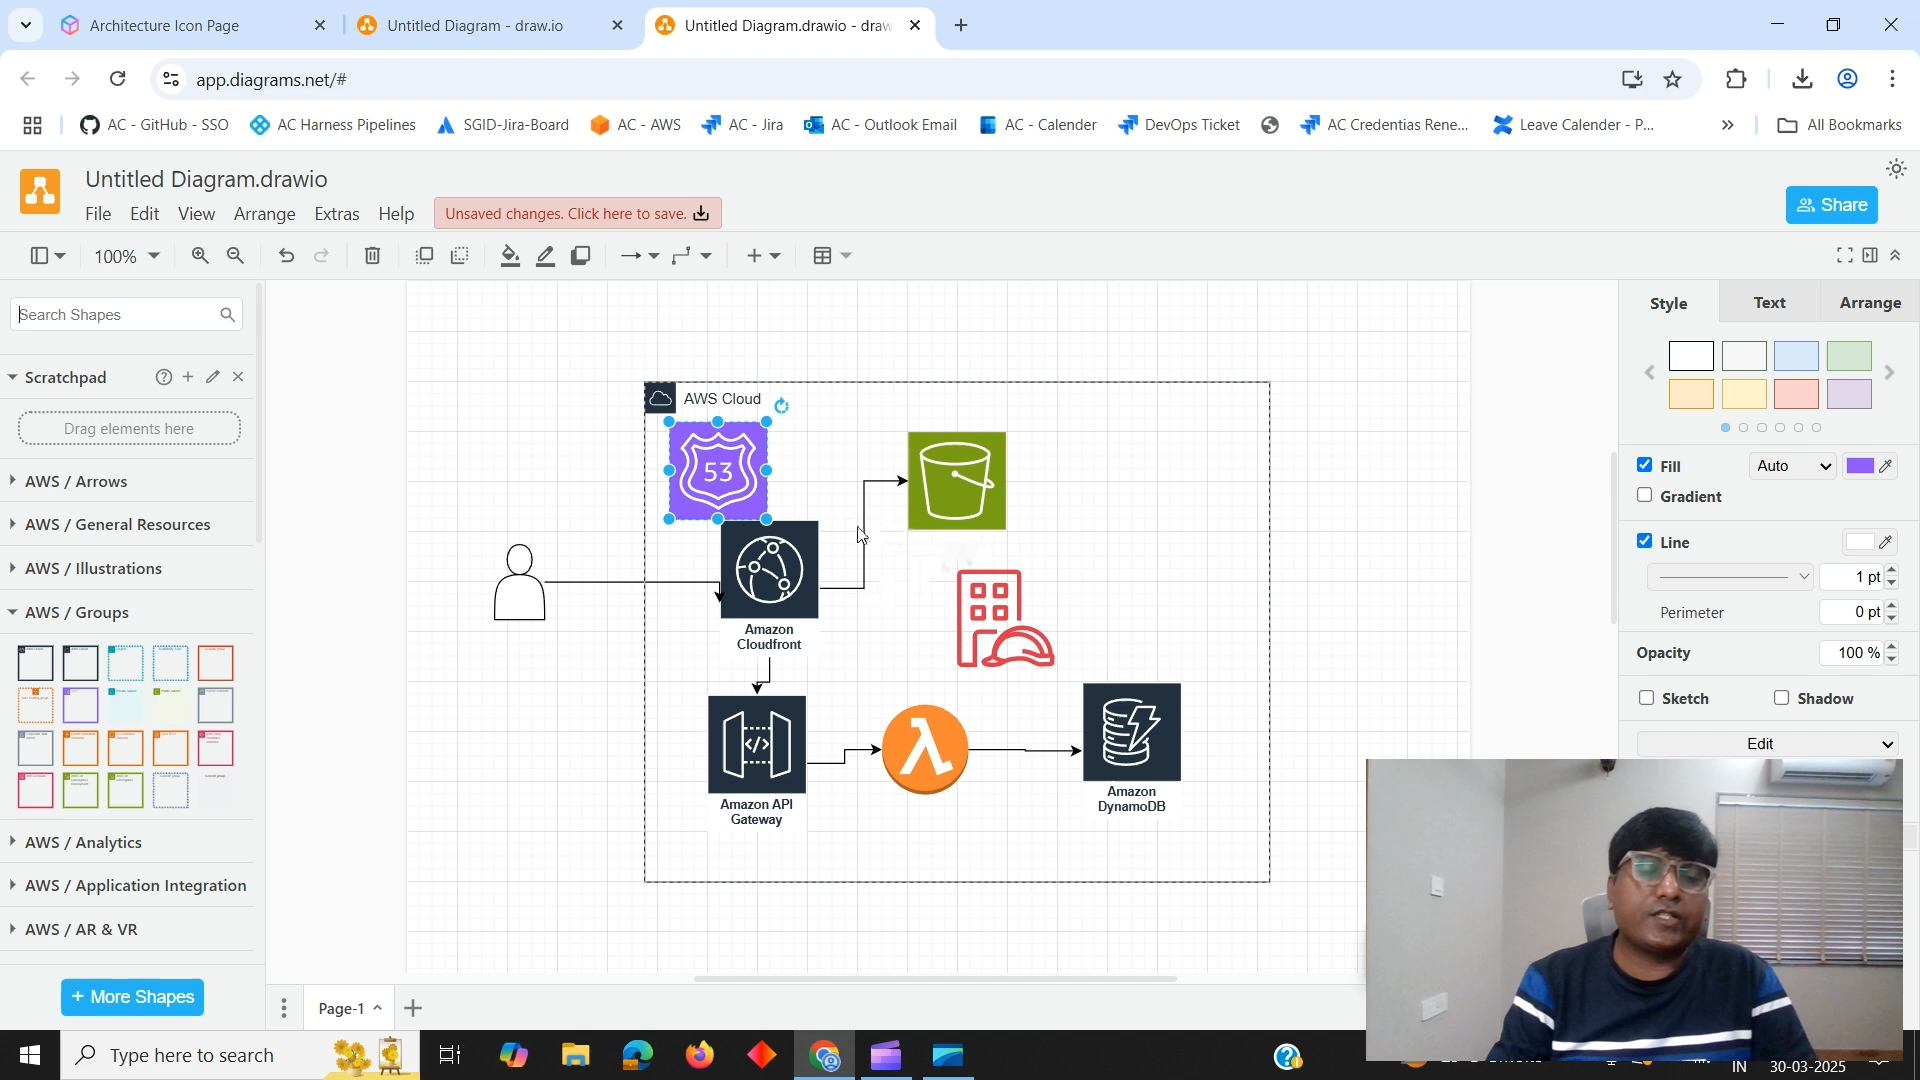 Architecture Icon Page
Untitled Diagram - draw.io
Untitled Diagram.drawio - draw
app.diagrams.net/#
AC - GitHub - SSO
AC Harness Pipelines
SGID-Jira-Board
AC - AWS
AC - Jira
AC - Outlook Email
AC - Calender
DevOps Ticket
AC Credentias Rene...
Leave Calender - P...
All Bookmarks
Untitled Diagram.drawio
File
Edit
View
Arrange
Extras
Help
Unsaved changes. Click here to save.
Share
100%
Search Shapes
Scratchpad
Drag elements here
AWS / Arrows
AWS / General Resources
AWS / Illustrations
AWS / Groups
AWS / Analytics
AWS / Application Integration
AWS / AR & VR
+ More Shapes
AWS Cloud
53
Amazon
Cloudfront
Amazon API
Gateway
Amazon
DynamoDB
Style
Text
Arrange
Fill
Auto
Gradient
Line
1 pt
Perimeter
0 pt
Opacity
100 %
Sketch
Shadow
Edit
Page-1
Type here to search
IN
30-03-2025